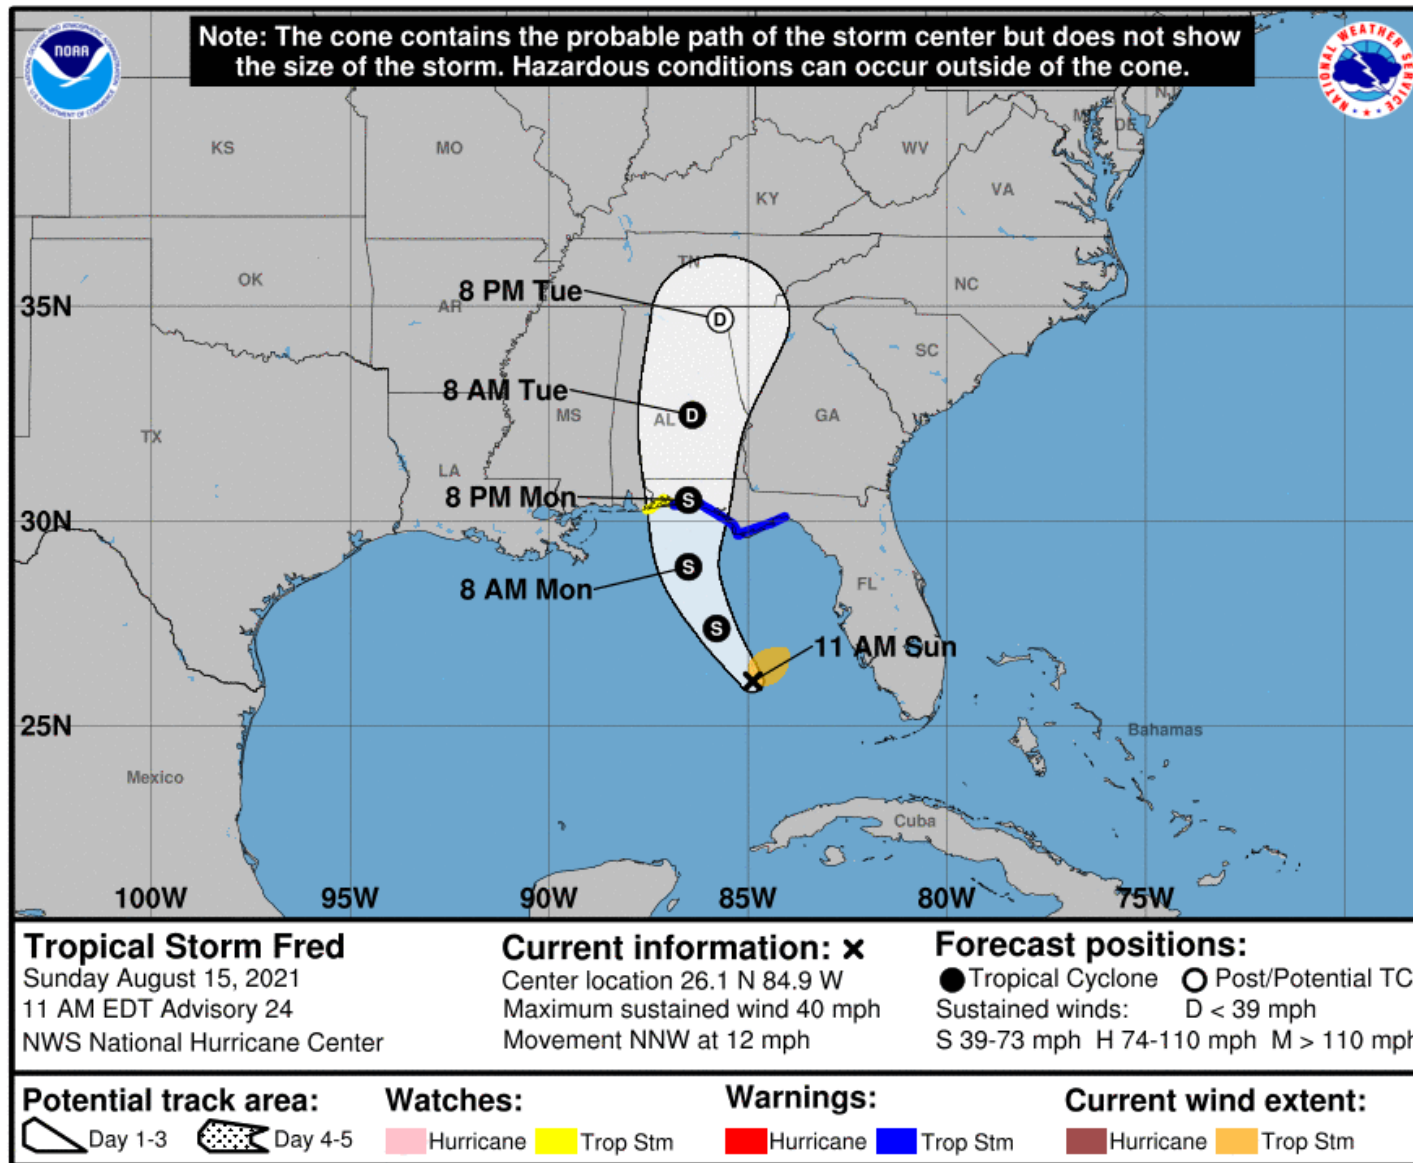 Note: The cone contains the probable path of the storm center but does not show
the size of the storm. Hazardous conditions can occur outside of the cone.
NOAA
NATIONAL WEATHER SERVICE
NJ
DE
KS
MO
WV
VA
KY
OK
TN
NC
8 PM Tue
D
35N
AR
SC
8 AM Tue
D
MS
AL
GA
TX
LA
8 PM Mon
S
30N
8 AM Mon
S
FL
S
11 AM Sun
25N
Bahamas
Mexico
Cuba
100W 95W 90W 85W 80W 75W
Tropical Storm Fred
Sunday August 15, 2021
11 AM EDT Advisory 24
NWS National Hurricane Center
Current information: ×
Center location 26.1 N 84.9 W
Maximum sustained wind 40 mph
Movement NNW at 12 mph
Forecast positions:
Tropical Cyclone Post/Potential TC
Sustained winds: D < 39 mph
S 39-73 mph H 74-110 mph M > 110 mph
Potential track area:
Day 1-3 Day 4-5
Watches:
Hurricane Trop Stm
Warnings:
Hurricane Trop Stm
Current wind extent:
Hurricane Trop Stm